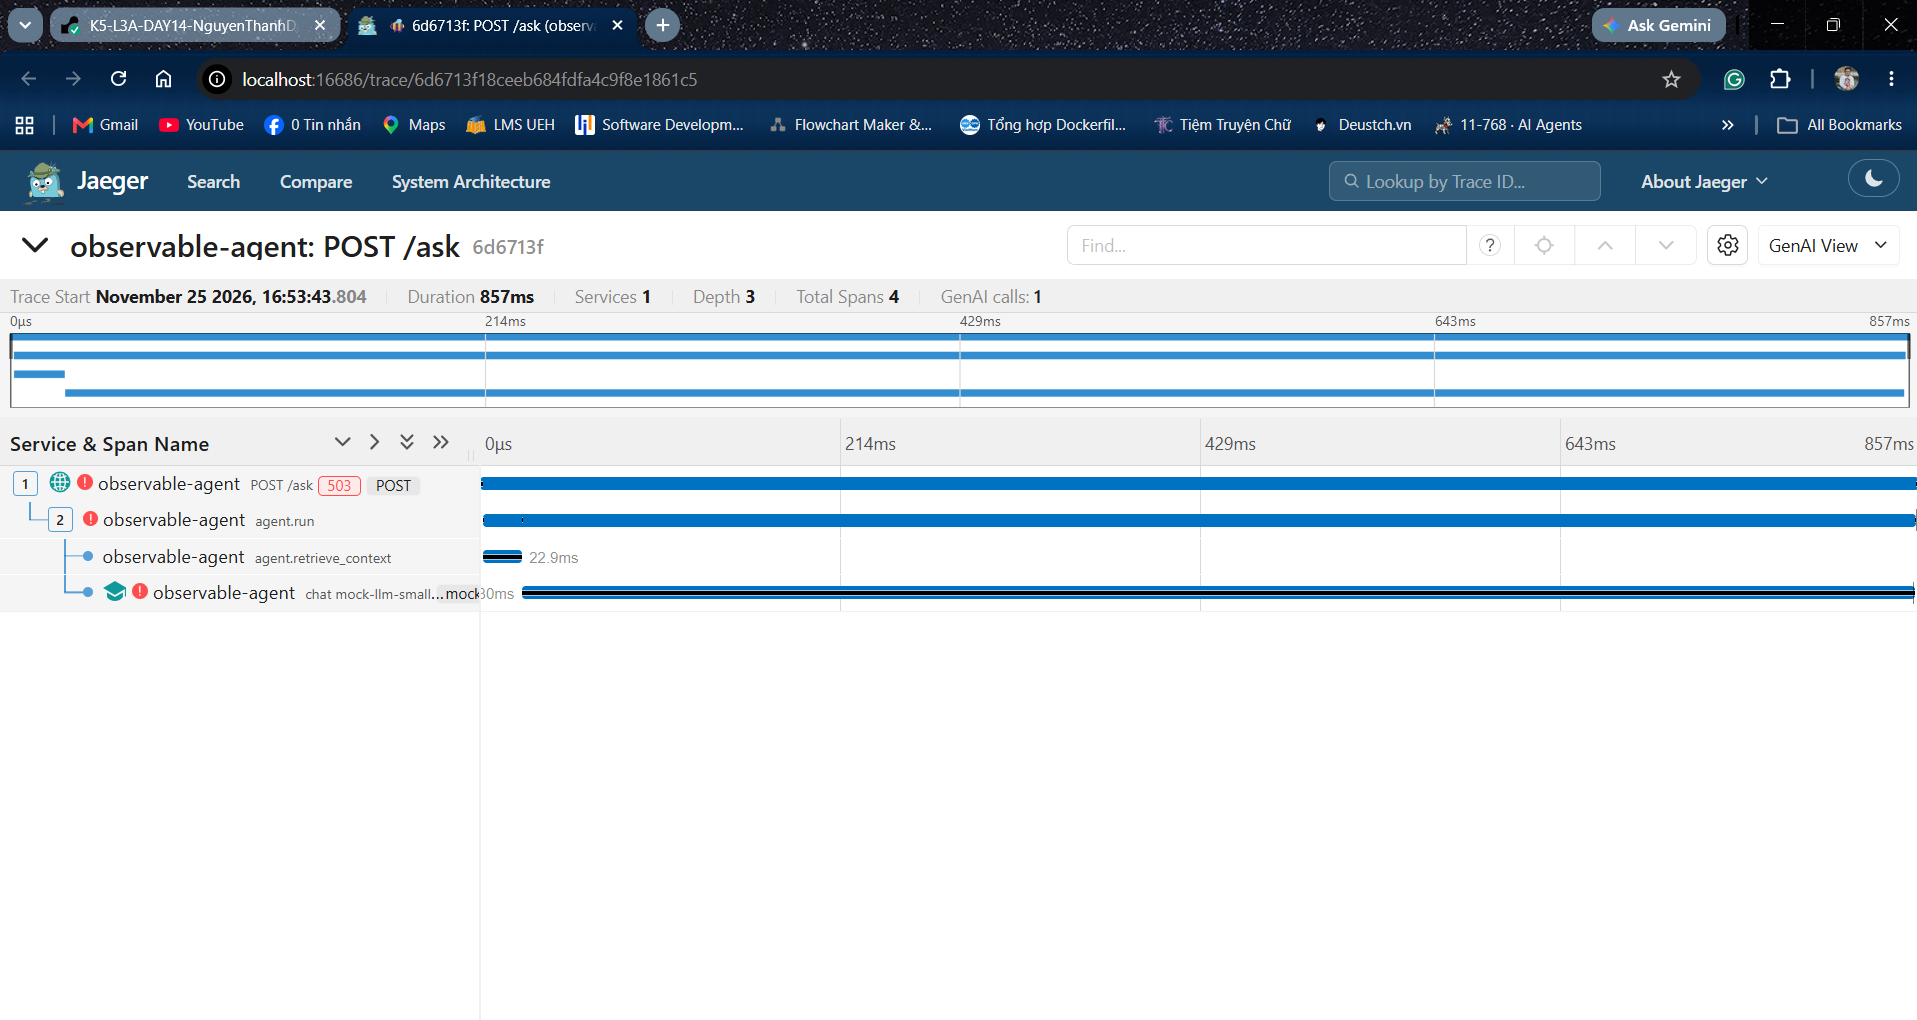 K5-L3A-DAY14-NguyenThanhD
6d6713f: POST /ask (observa
Ask Gemini
localhost:16686/trace/6d6713f18ceeb684fdfa4c9f8e1861c5
Gmail YouTube 0 Tin nhắn Maps LMS UEH Software Developm... Flowchart Maker &... Tổng hợp Dockerfil... Tiệm Truyện Chữ Deustch.vn 11-768 · AI Agents All Bookmarks
Jaeger Search Compare System Architecture Lookup by Trace ID... About Jaeger
observable-agent: POST /ask 6d6713f Find... ? GenAI View
Trace Start November 25 2026, 16:53:43.804 Duration 857ms Services 1 Depth 3 Total Spans 4 GenAI calls: 1
0μs 214ms 429ms 643ms 857ms
Service & Span Name 0μs 214ms 429ms 643ms 857ms
1 observable-agent POST /ask 503 POST
2 observable-agent agent.run
observable-agent agent.retrieve_context 22.9ms
observable-agent chat mock-llm-small... mock 30ms